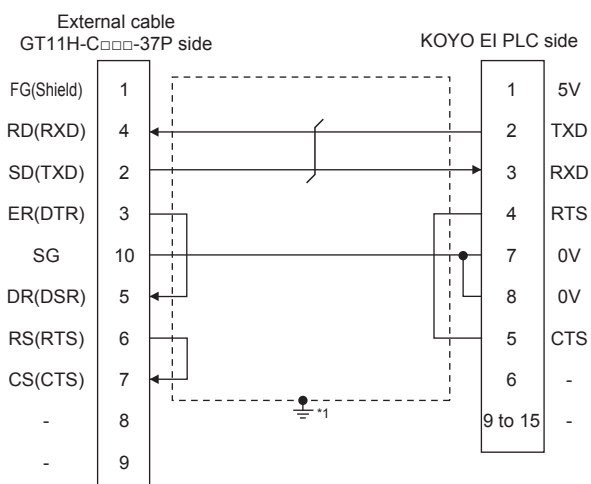 External cable
GT11H-C□□□-37P side
KOYO EI PLC side
FG(Shield) 1 1 5V
RD(RXD) 4 2 TXD
SD(TXD) 2 3 RXD
ER(DTR) 3 4 RTS
SG 10 7 0V
DR(DSR) 5 8 0V
RS(RTS) 6 5 CTS
CS(CTS) 7 6 -
*1
- 8 9 to 15 -
- 9